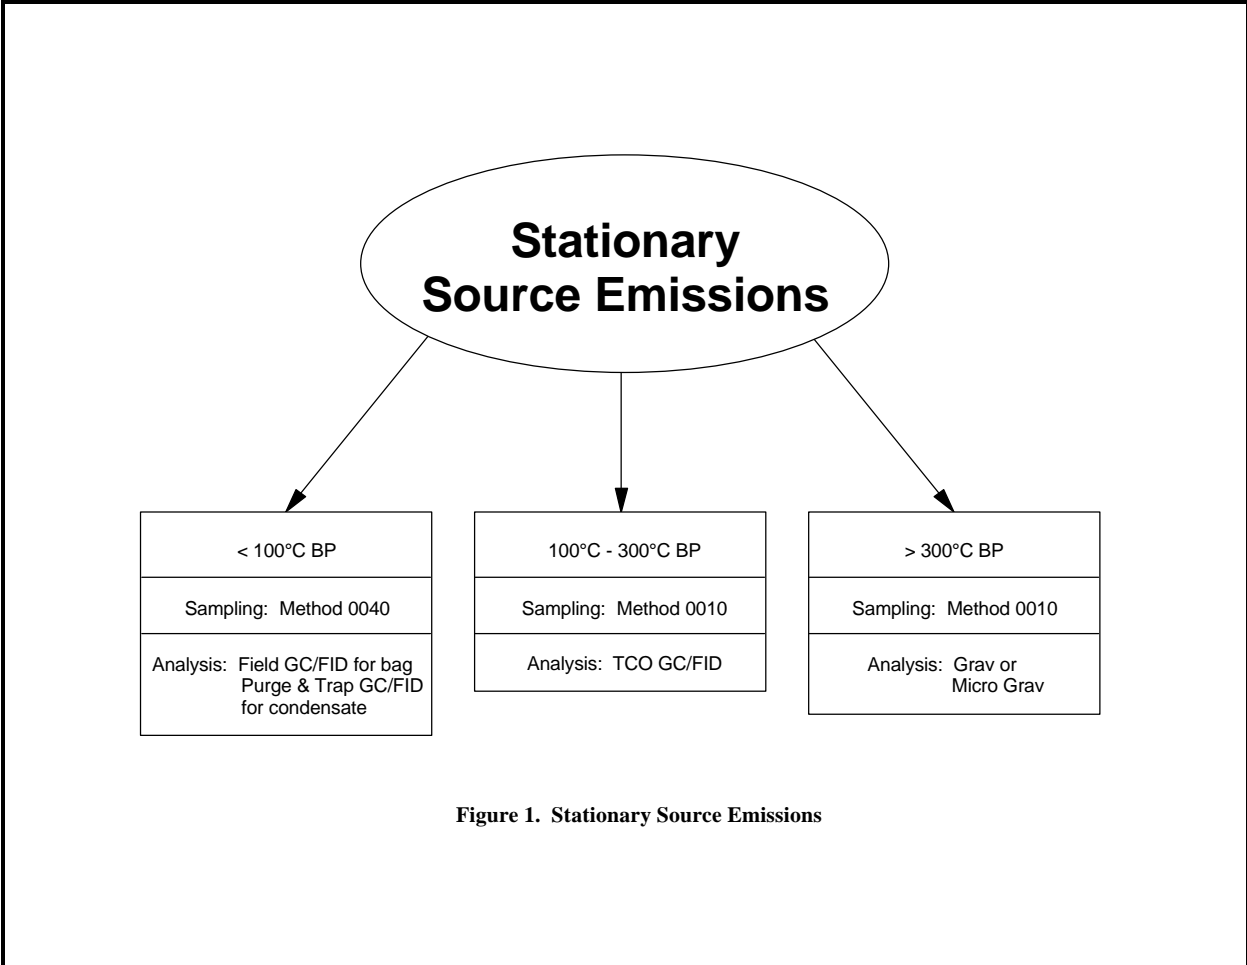 Stationary
Source Emissions
< 100°C BP
Sampling: Method 0040
Analysis: Field GC/FID for bag
Purge & Trap GC/FID
for condensate
100°C - 300°C BP
Sampling: Method 0010
Analysis: TCO GC/FID
> 300°C BP
Sampling: Method 0010
Analysis: Grav or
Micro Grav
Figure 1. Stationary Source Emissions